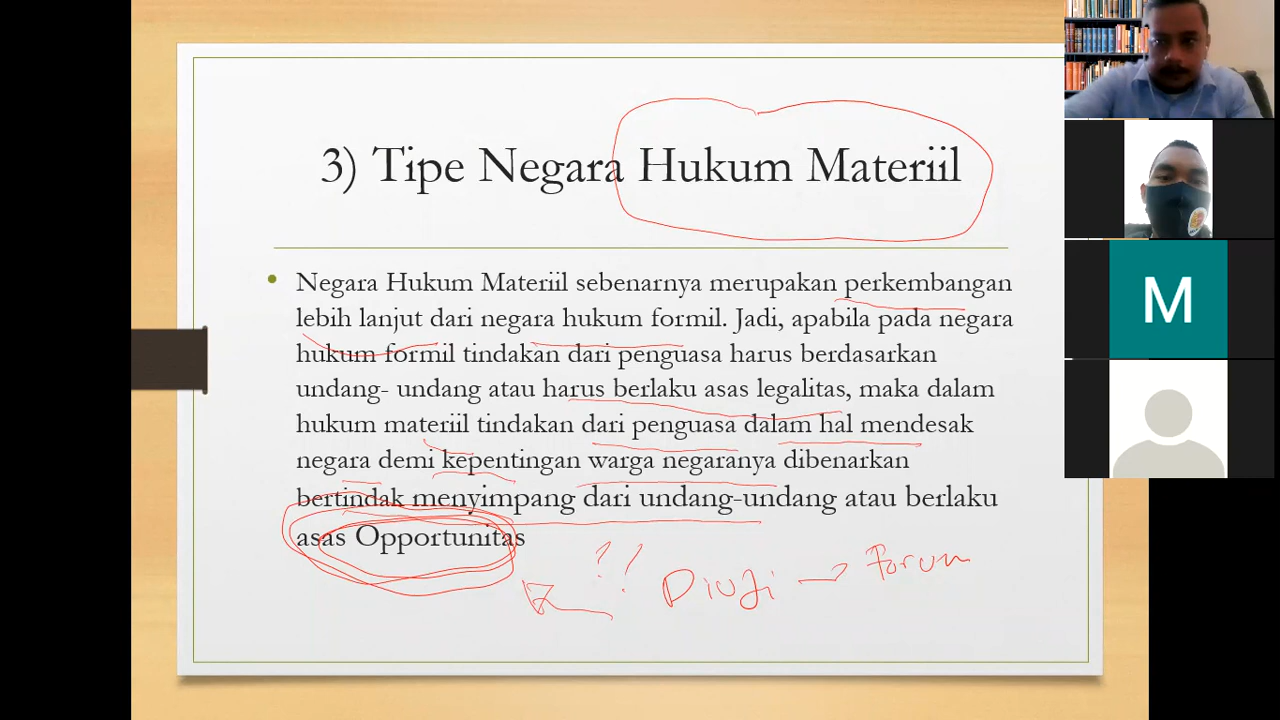 3) Tipe Negara Hukum Materiil
Negara Hukum Materiil sebenarnya merupakan perkembangan
lebih lanjut dari negara hukum formil. Jadi, apabila pada negara
hukum formil tindakan dari penguasa harus berdasarkan
undang- undang atau harus berlaku asas legalitas, maka dalam
hukum materiil tindakan dari penguasa dalam hal mendesak
negara demi kepentingan warga negaranya dibenarkan
bertindak menyimpang dari undang-undang atau berlaku
asas Opportunitas
?? Diuji → Forum
M